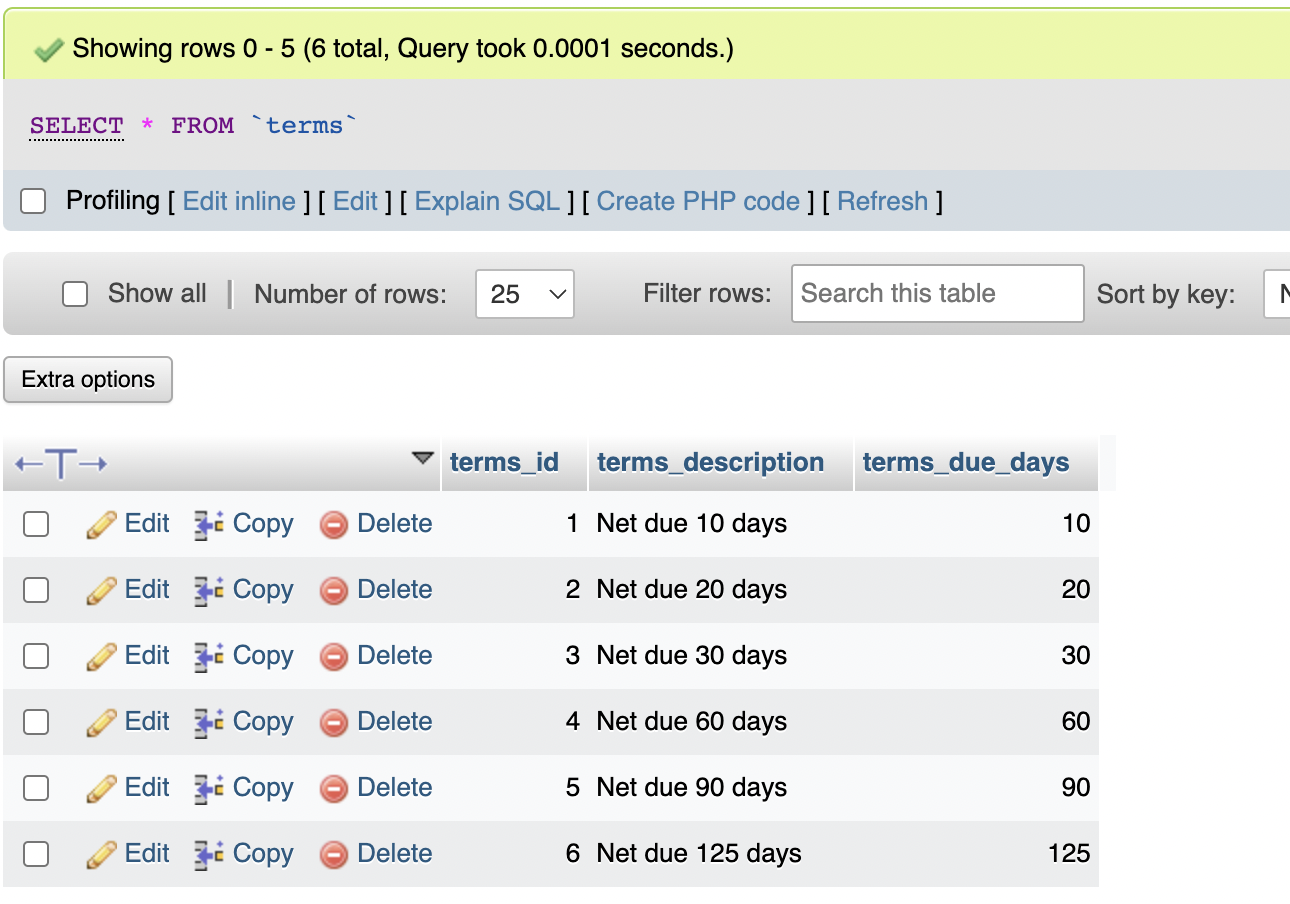 Showing rows 0 - 5 (6 total, Query took 0.0001 seconds.)
SELECT * FROM `terms`
Profiling [ Edit inline ] [ Edit ] [ Explain SQL ] [ Create PHP code ] [ Refresh ]
Show all | Number of rows: 25 Filter rows: Search this table Sort by key: N
Extra options
←T→ terms_id terms_description terms_due_days
Edit Copy Delete 1 Net due 10 days 10
Edit Copy Delete 2 Net due 20 days 20
Edit Copy Delete 3 Net due 30 days 30
Edit Copy Delete 4 Net due 60 days 60
Edit Copy Delete 5 Net due 90 days 90
Edit Copy Delete 6 Net due 125 days 125